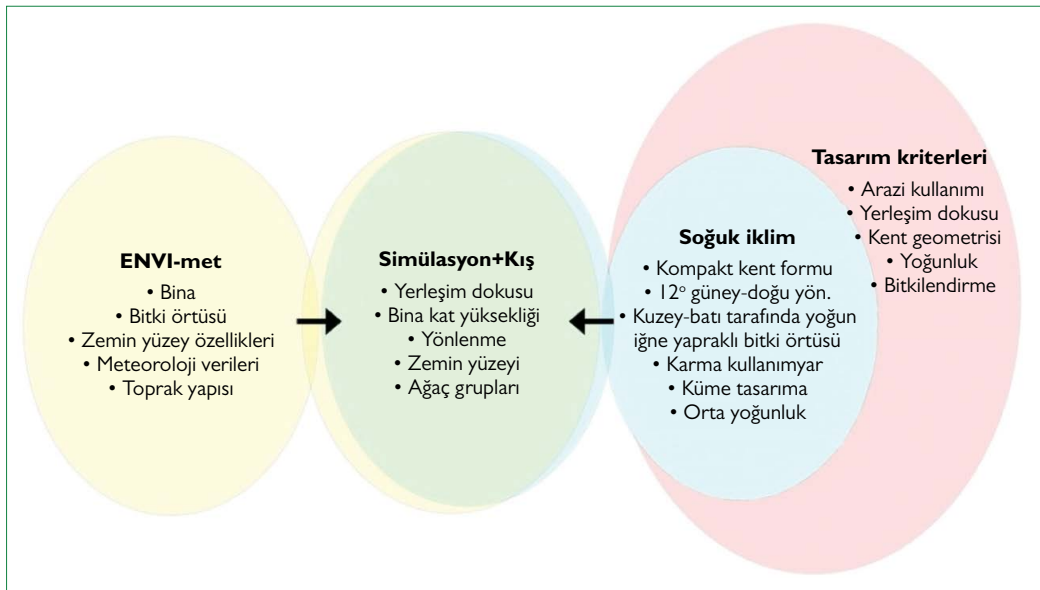 ENVI-met
• Bina
• Bitki örtüsü
• Zemin yüzey özellikleri
• Meteoroloji verileri
• Toprak yapısı
Simülasyon+Kış
• Yerleşim dokusu
• Bina kat yüksekliği
• Yönlenme
• Zemin yüzeyi
• Ağaç grupları
Soğuk iklim
• Kompakt kent formu
• 12° güney-doğu yön.
• Kuzey-batı tarafında yoğun
iğne yapraklı bitki örtüsü
• Karma kullanımyar
• Küme tasarıma
• Orta yoğunluk
Tasarım kriterleri
• Arazi kullanımı
• Yerleşim dokusu
• Kent geometrisi
• Yoğunluk
• Bitkilendirme